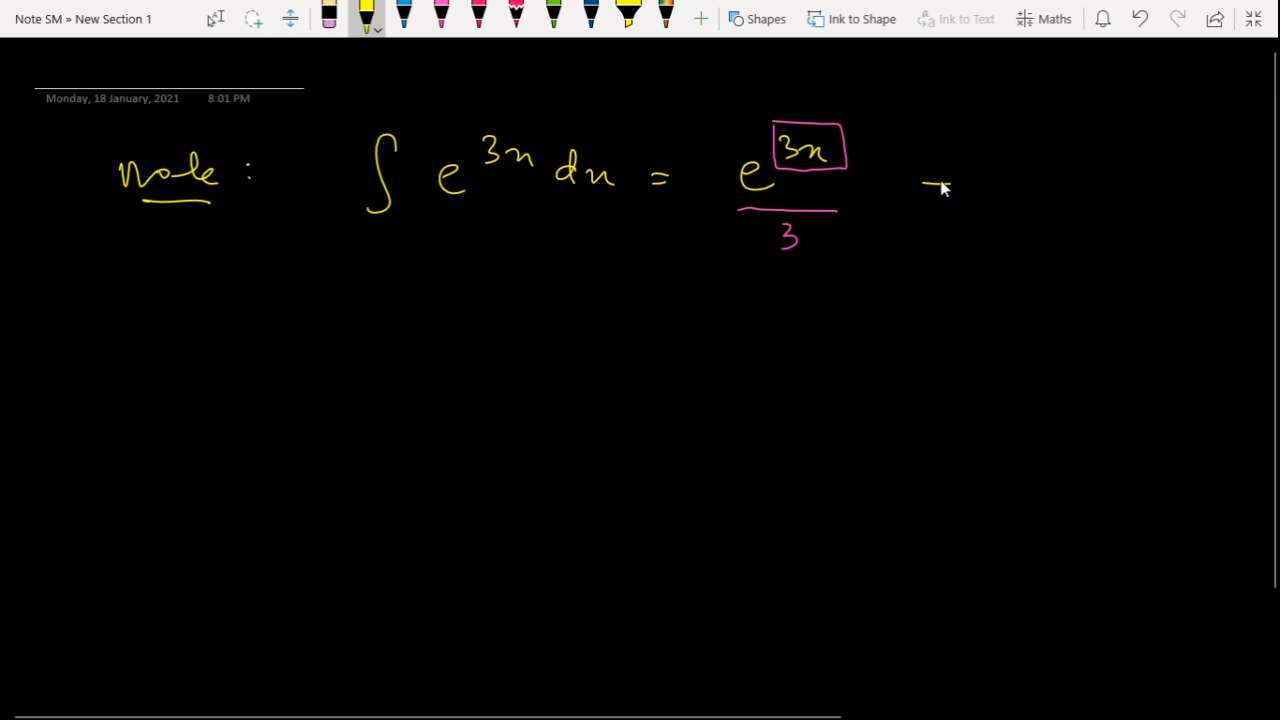 Note SM » New Section 1
Shapes
Ink to Shape
Ink to Text
Maths
Monday, 18 January, 2021 8:01 PM
Note : ∫ e^{3x} dx = e^{3x}/3 —